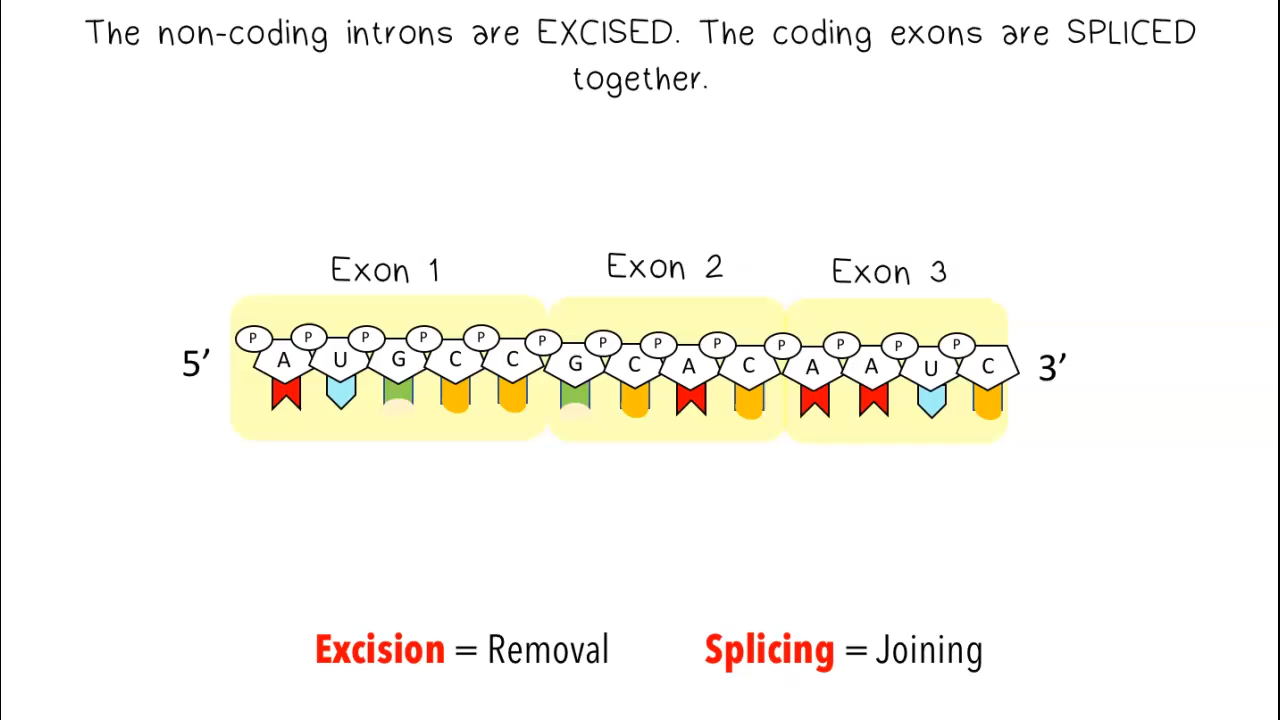 The non-coding introns are EXCISED. The coding exons are SPLICED
together.
Exon 1 Exon 2 Exon 3
P P P P P P P P P P P P P
5’ A U G C C G C A C A A U C 3’
Excision = Removal Splicing = Joining